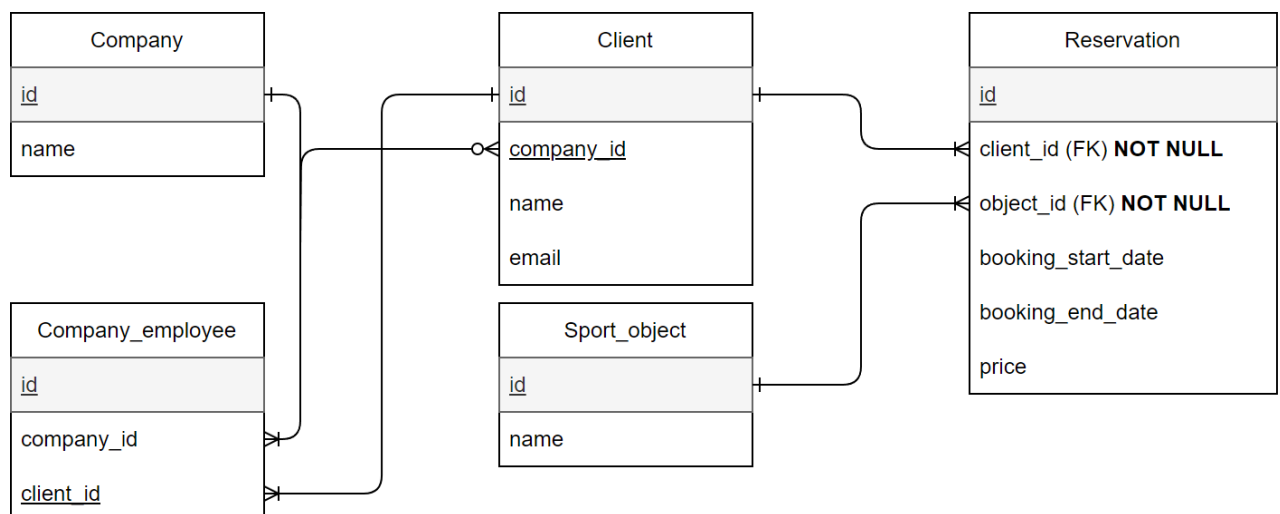 Company
id
name
Client
id
company_id
name
email
Reservation
id
client_id (FK) NOT NULL
object_id (FK) NOT NULL
booking_start_date
booking_end_date
price
Company_employee
id
company_id
client_id
Sport_object
id
name